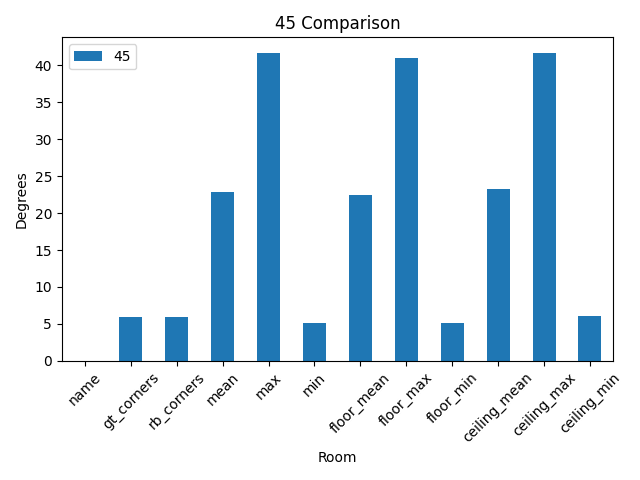 45 Comparison
45
Degrees
40
35
30
25
20
15
10
5
0
name
gt_corners
rb_corners
mean
max
min
floor_mean
floor_max
floor_min
ceiling_mean
ceiling_max
ceiling_min
Room